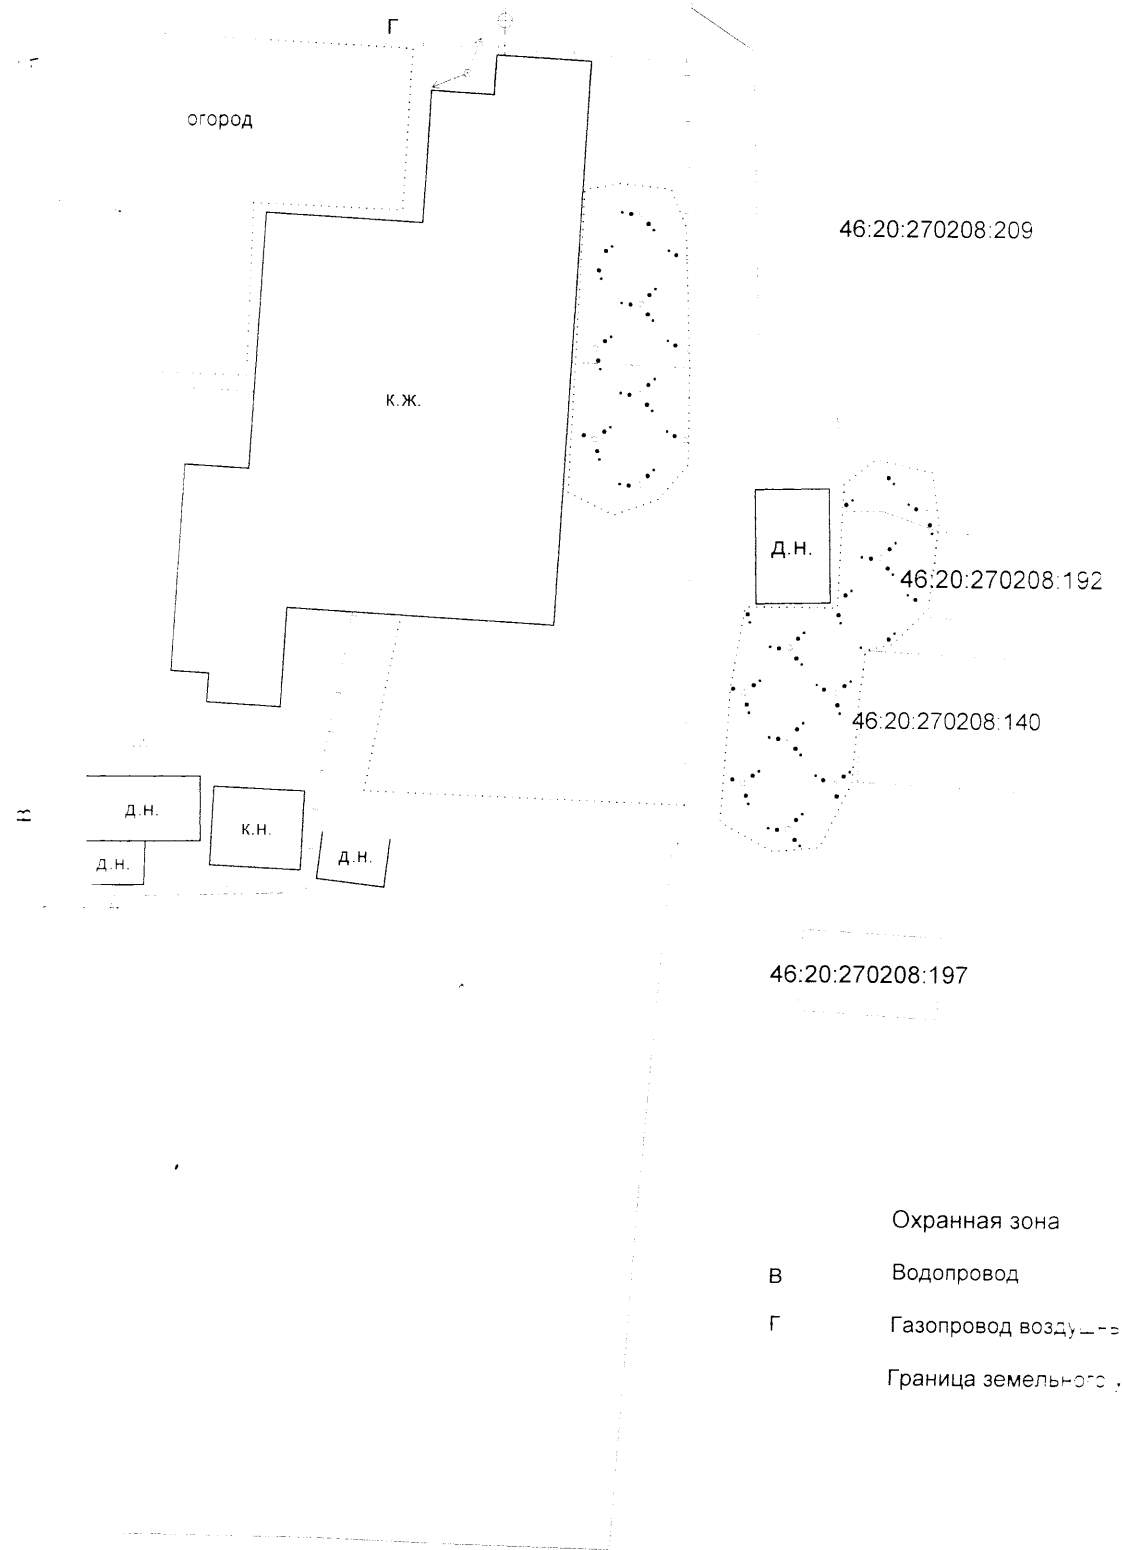 Г
огород
46:20:270208:209
к.ж.
д.н.
46:20:270208:192
46:20:270208:140
д.н.
к.н.
д.н.
д.н.
В
46:20:270208:197
Охранная зона
В Водопровод
Г Газопровод
Граница земельного